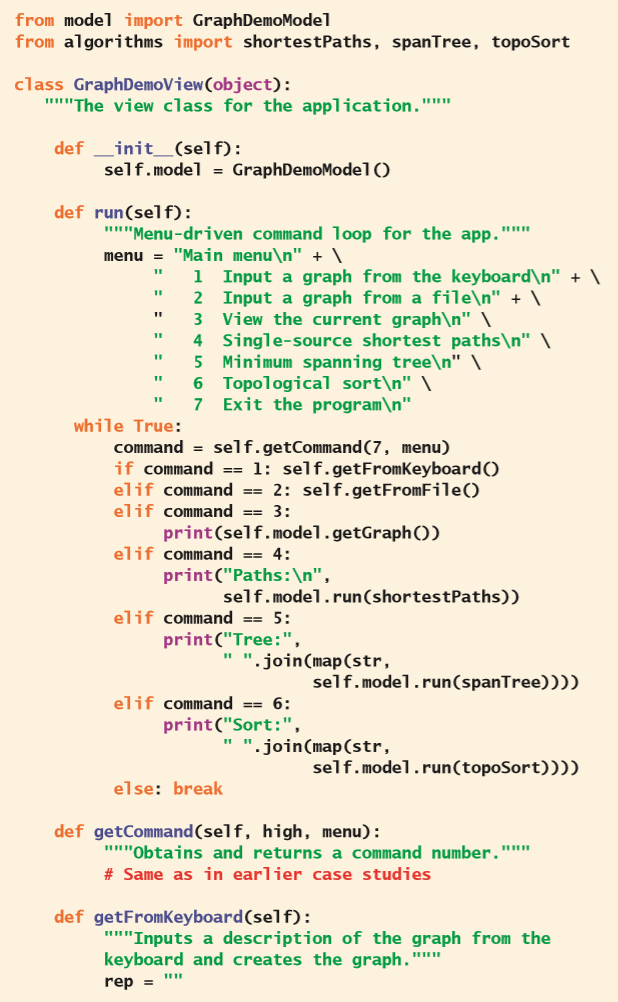 from model import GraphDemoModel
from algorithms import shortestPaths, spanTree, topoSort

class GraphDemoView(object):
   """The view class for the application."""

    def __init__(self):
         self.model = GraphDemoModel()

    def run(self):
         """Menu-driven command loop for the app."""
         menu = "Main menu\n" + \
              "   1  Input a graph from the keyboard\n" + \
              "   2  Input a graph from a file\n" + \
              "   3  View the current graph\n" \
              "   4  Single-source shortest paths\n" \
              "   5  Minimum spanning tree\n" \
              "   6  Topological sort\n" \
              "   7  Exit the program\n"
      while True:
          command = self.getCommand(7, menu)
          if command == 1: self.getFromKeyboard()
          elif command == 2: self.getFromFile()
          elif command == 3:
               print(self.model.getGraph())
          elif command == 4:
               print("Paths:\n",
                     self.model.run(shortestPaths))
          elif command == 5:
               print("Tree:",
                     " ".join(map(str,
                              self.model.run(spanTree))))
          elif command == 6:
               print("Sort:",
                     " ".join(map(str,
                              self.model.run(topoSort))))
          else: break

    def getCommand(self, high, menu):
         """Obtains and returns a command number."""
         # Same as in earlier case studies

    def getFromKeyboard(self):
         """Inputs a description of the graph from the
         keyboard and creates the graph."""
         rep = ""